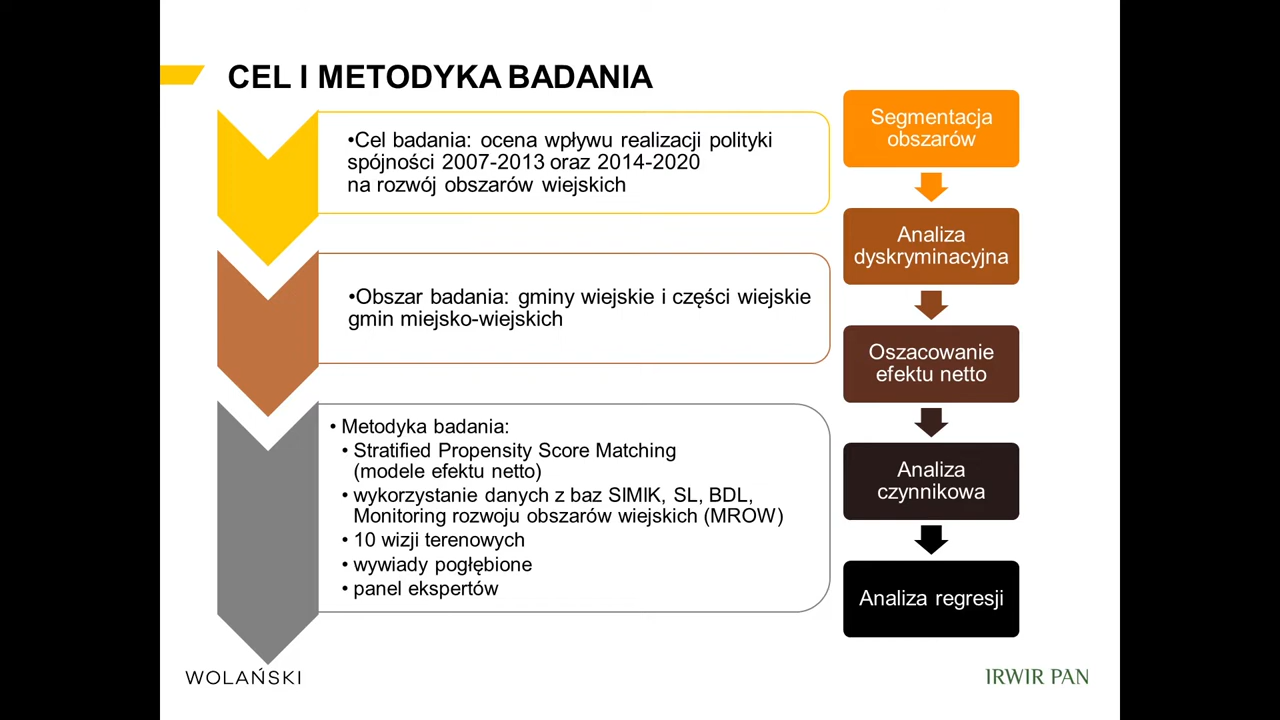 CEL I METODYKA BADANIA
•Cel badania: ocena wpływu realizacji polityki
spójności 2007-2013 oraz 2014-2020
na rozwój obszarów wiejskich
•Obszar badania: gminy wiejskie i części wiejskie
gmin miejsko-wiejskich
• Metodyka badania:
• Stratified Propensity Score Matching
(modele efektu netto)
• wykorzystanie danych z baz SIMIK, SL, BDL,
Monitoring rozwoju obszarów wiejskich (MROW)
• 10 wizji terenowych
• wywiady pogłębione
• panel ekspertów
Segmentacja
obszarów
Analiza
dyskryminacyjna
Oszacowanie
efektu netto
Analiza
czynnikowa
Analiza regresji
WOLAŃSKI
IRWIR PAN